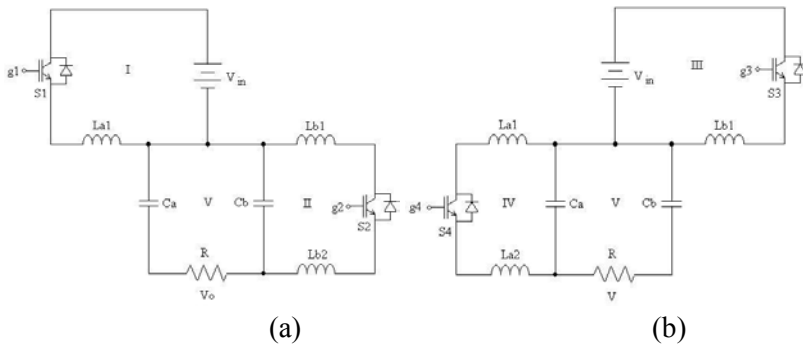 g1
S1
I
Vin
La1
Lb1
Ca
V
Cb
II
g2
S2
R
Lb2
Vo
(a)
Vin
III
g3
S3
La1
Lb1
g4
S4
IV
Ca
V
Cb
La2
R
V
(b)